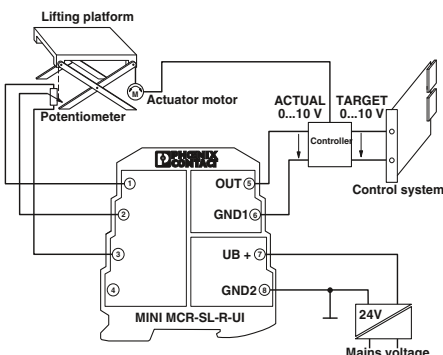 Lifting platform
M
Actuator motor
Potentiometer
ACTUAL
0...10 V
TARGET
0...10 V
Controller
Control system
PHOENIX
CONTACT
1
OUT 5
2
GND1 6
3
UB + 7
4
GND2 8
MINI MCR-SL-R-UI
24V
Mains voltage